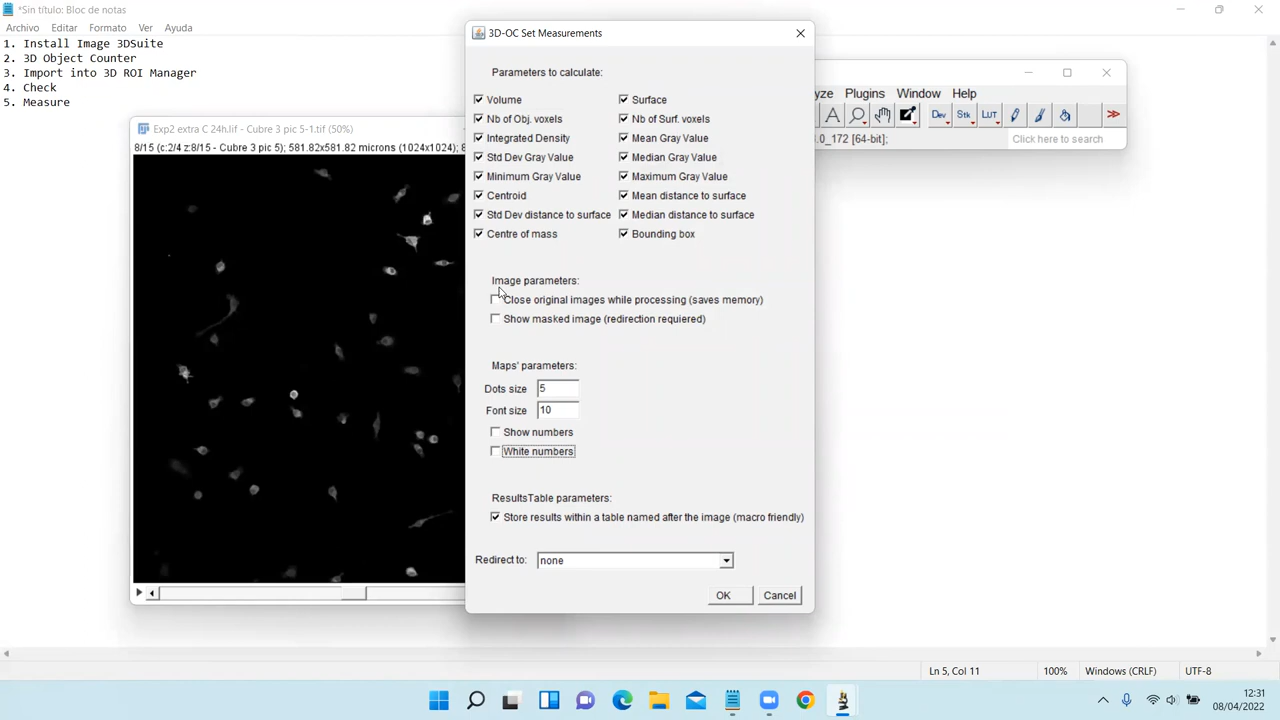 *Sin título: Bloc de notas
Archivo Editar Formato Ver Ayuda
1. Install Image 3DSuite
2. 3D Object Counter
3. Import into 3D ROI Manager
4. Check
5. Measure
Exp2 extra C 24h.lif - Cubre 3 pic 5-1.tif (50%)
8/15 (c:2/4 z:8/15 - Cubre 3 pic 5); 581.82x581.82 microns (1024x1024); 8
3D-OC Set Measurements
Parameters to calculate:
Volume Surface
Nb of Obj. voxels Nb of Surf. voxels
Integrated Density Mean Gray Value
Std Dev Gray Value Median Gray Value
Minimum Gray Value Maximum Gray Value
Centroid Mean distance to surface
Std Dev distance to surface Median distance to surface
Centre of mass Bounding box
Image parameters:
Close original images while processing (saves memory)
Show masked image (redirection requiered)
Maps' parameters:
Dots size 5
Font size 10
Show numbers
White numbers
ResultsTable parameters:
Store results within a table named after the image (macro friendly)
Redirect to: none
OK Cancel
yze Plugins Window Help
A Dev Stk LUT >>
.0_172 [64-bit]; Click here to search
Ln 5, Col 11 100% Windows (CRLF) UTF-8
12:31
08/04/2022